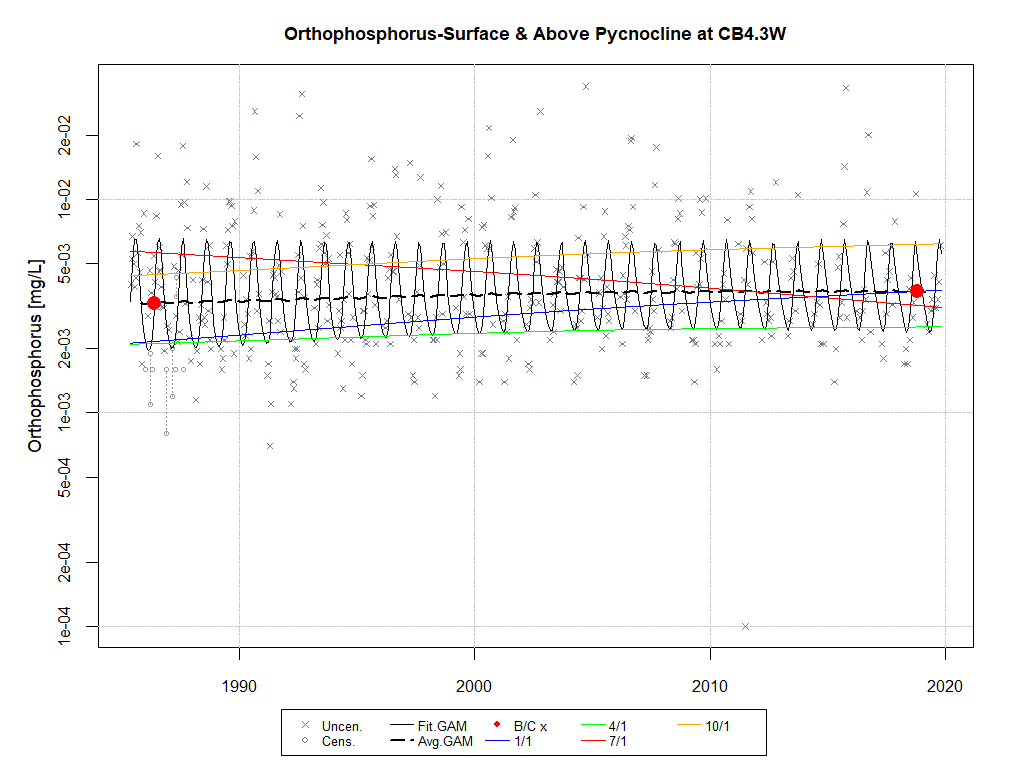 Orthophosphorus-Surface & Above Pycnocline at CB4.3W
Orthophosphorus [mg/L]
2e-02
1e-02
5e-03
2e-03
1e-03
5e-04
2e-04
1e-04
1990 2000 2010 2020
Uncen. Fit.GAM B/C x 4/1 10/1
Cens. Avg.GAM 1/1 7/1